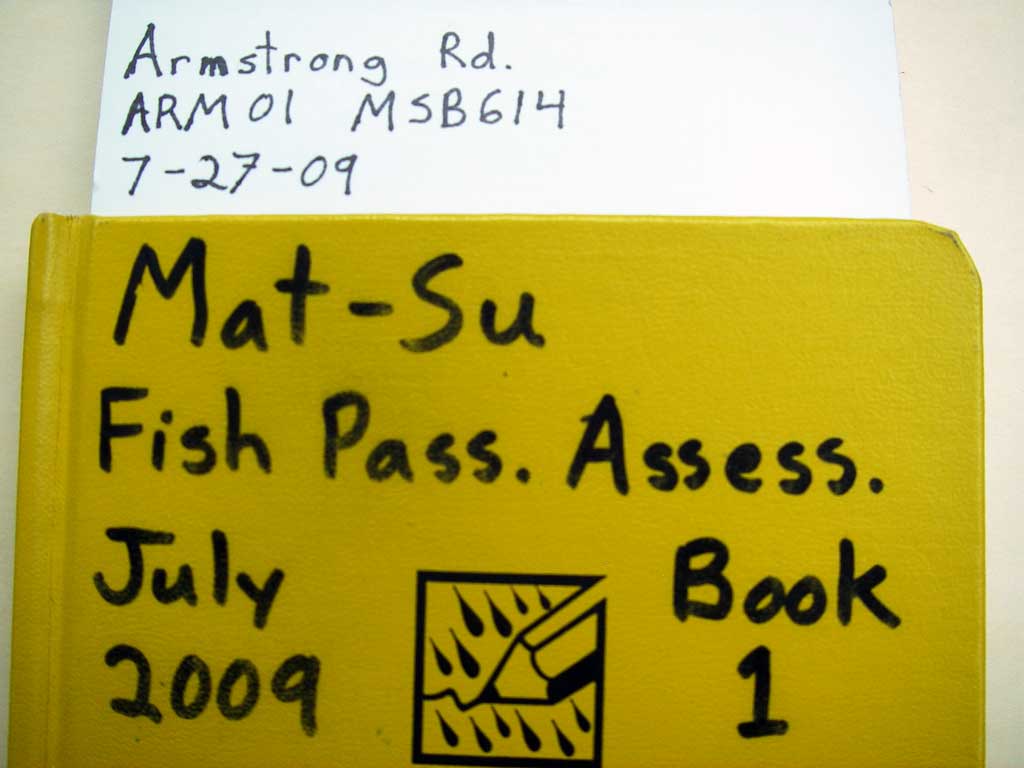 Armstrong Rd.
ARM01 MSB614
7-27-09
Mat-Su
Fish Pass. Assess.
July
2009
Book
1